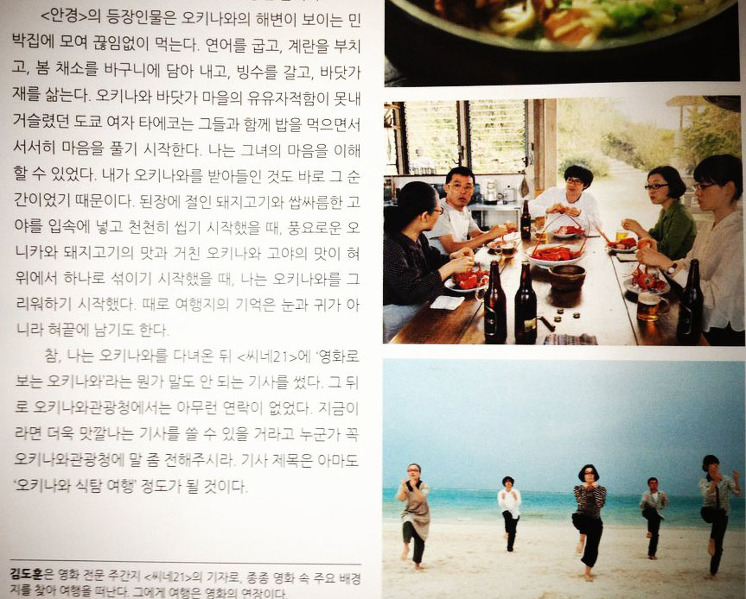 <안경>의 등장인물은 오키나와의 해변이 보이는 민
박집에 모여 끊임없이 먹는다. 연어를 굽고, 계란을 부치
고, 봄 채소를 바구니에 담아 내고, 빙수를 갈고, 바닷가
재를 삶는다. 오키나와 바닷가 마을의 유유자적함이 못내
거슬렸던 도쿄 여자 타에코는 그들과 함께 밥을 먹으면서
서서히 마음을 풀기 시작한다. 나는 그녀의 마음을 이해
할 수 있었다. 내가 오키나와를 받아들인 것도 바로 그 순
간이었기 때문이다. 된장에 절인 돼지고기와 쌉싸름한 고
야를 입속에 넣고 천천히 씹기 시작했을 때, 풍요로운 오
니카와 돼지고기의 맛과 거친 오키나와 고야의 맛이 혀
위에서 하나로 섞이기 시작했을 때, 나는 오키나와를 그
리워하기 시작했다. 때로 여행지의 기억은 눈과 귀가 아
니라 혀끝에 남기도 한다.
참, 나는 오키나와를 다녀온 뒤 <씨네21>에 ‘영화로
보는 오키나와’라는 뭔가 말도 안 되는 기사를 썼다. 그 뒤
로 오키나와관광청에서는 아무런 연락이 없었다. 지금이
라면 더욱 맛깔나는 기사를 쓸 수 있을 거라고 누군가 꼭
오키나와관광청에 말 좀 전해주시라. 기사 제목은 아마도
‘오키나와 식탐 여행’ 정도가 될 것이다.
김도훈은 영화 전문 주간지 <씨네21>의 기자로, 종종 영화 속 주요 배경
지를 찾아 여행을 떠난다. 그에게 여행은 영화의 연장이다.